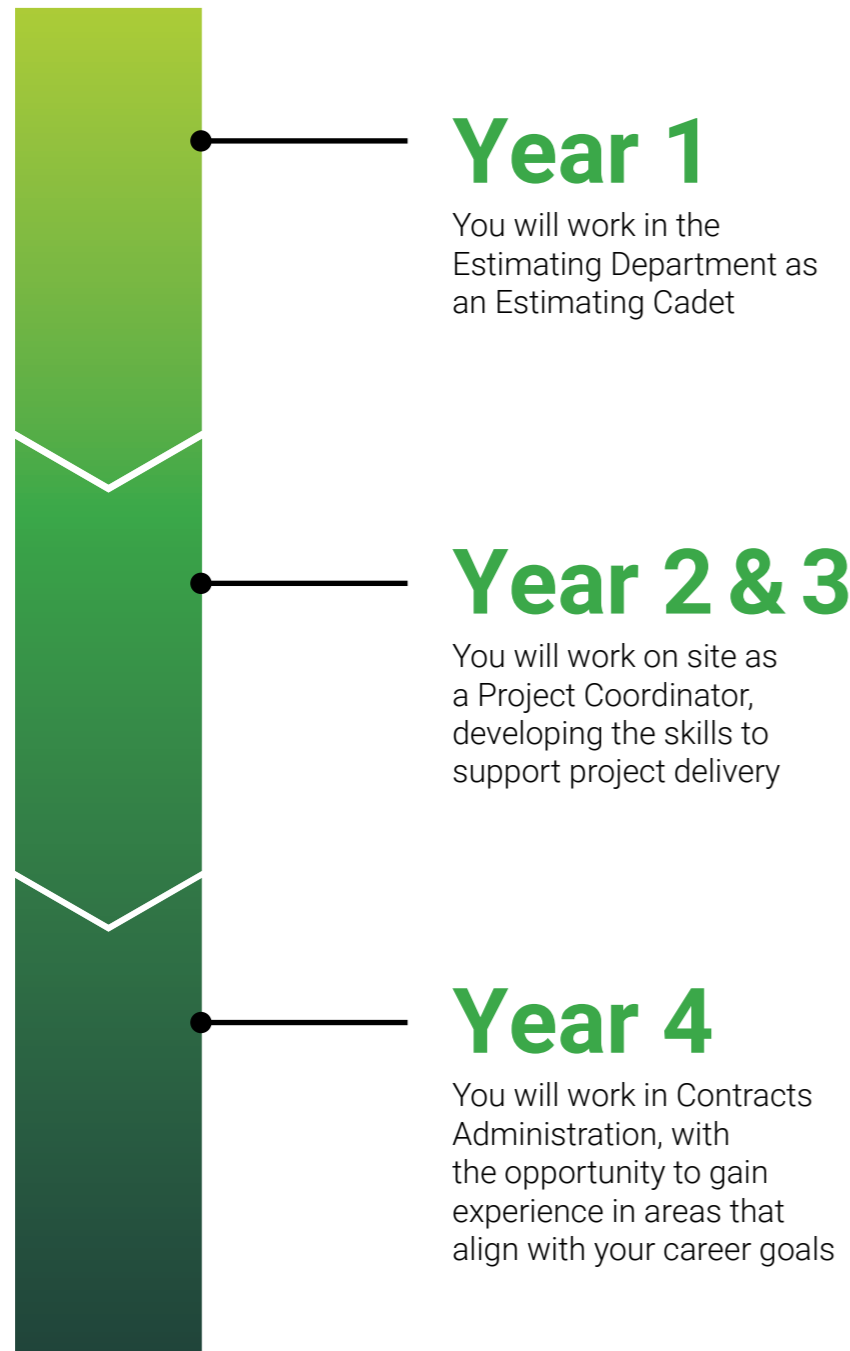 Year 1
You will work in the
Estimating Department as
an Estimating Cadet
Year 2 & 3
You will work on site as
a Project Coordinator,
developing the skills to
support project delivery
Year 4
You will work in Contracts
Administration, with
the opportunity to gain
experience in areas that
align with your career goals